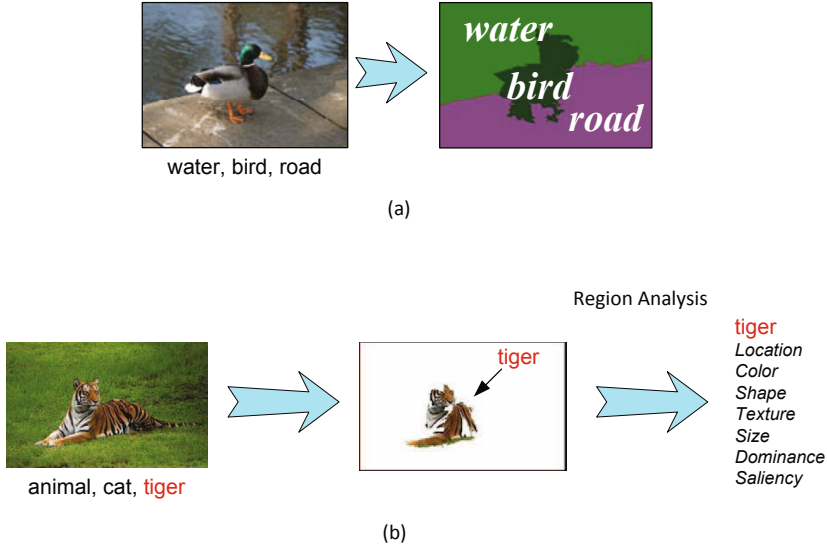 water
bird
road
water, bird, road
(a)
Region Analysis
tiger
tiger
Location
Color
Shape
Texture
Size
Dominance
Saliency
animal, cat, tiger
(b)